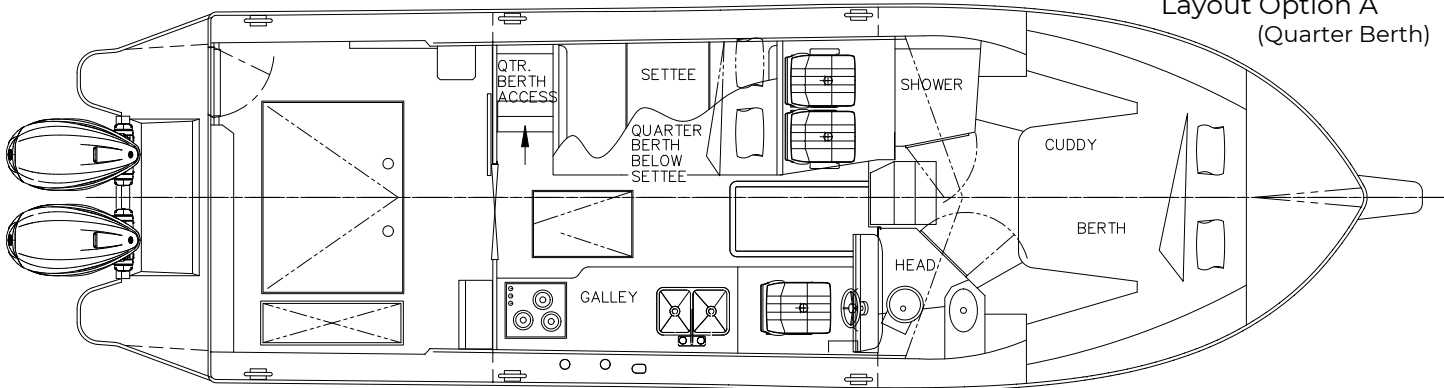 Layout Option A
(Quarter Berth)
QTR.
BERTH
ACCESS
SETTEE
SHOWER
QUARTER
BERTH
BELOW
SETTEE
CUDDY
BERTH
HEAD
GALLEY